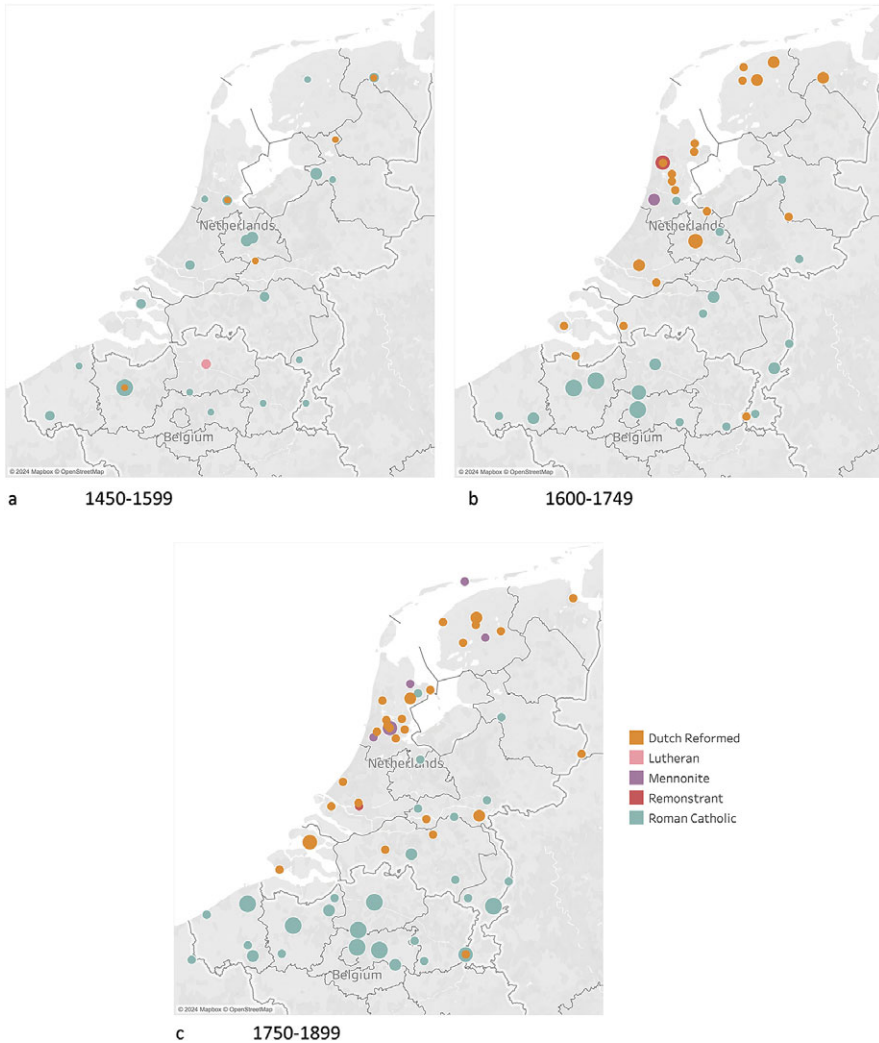 Netherlands
Belgium
© 2024 Mapbox © OpenStreetMap
a 1450-1599
Netherlands
Belgium
© 2024 Mapbox © OpenStreetMap
b 1600-1749
Netherlands
Belgium
© 2024 Mapbox © OpenStreetMap
c 1750-1899
Dutch Reformed
Lutheran
Mennonite
Remonstrant
Roman Catholic